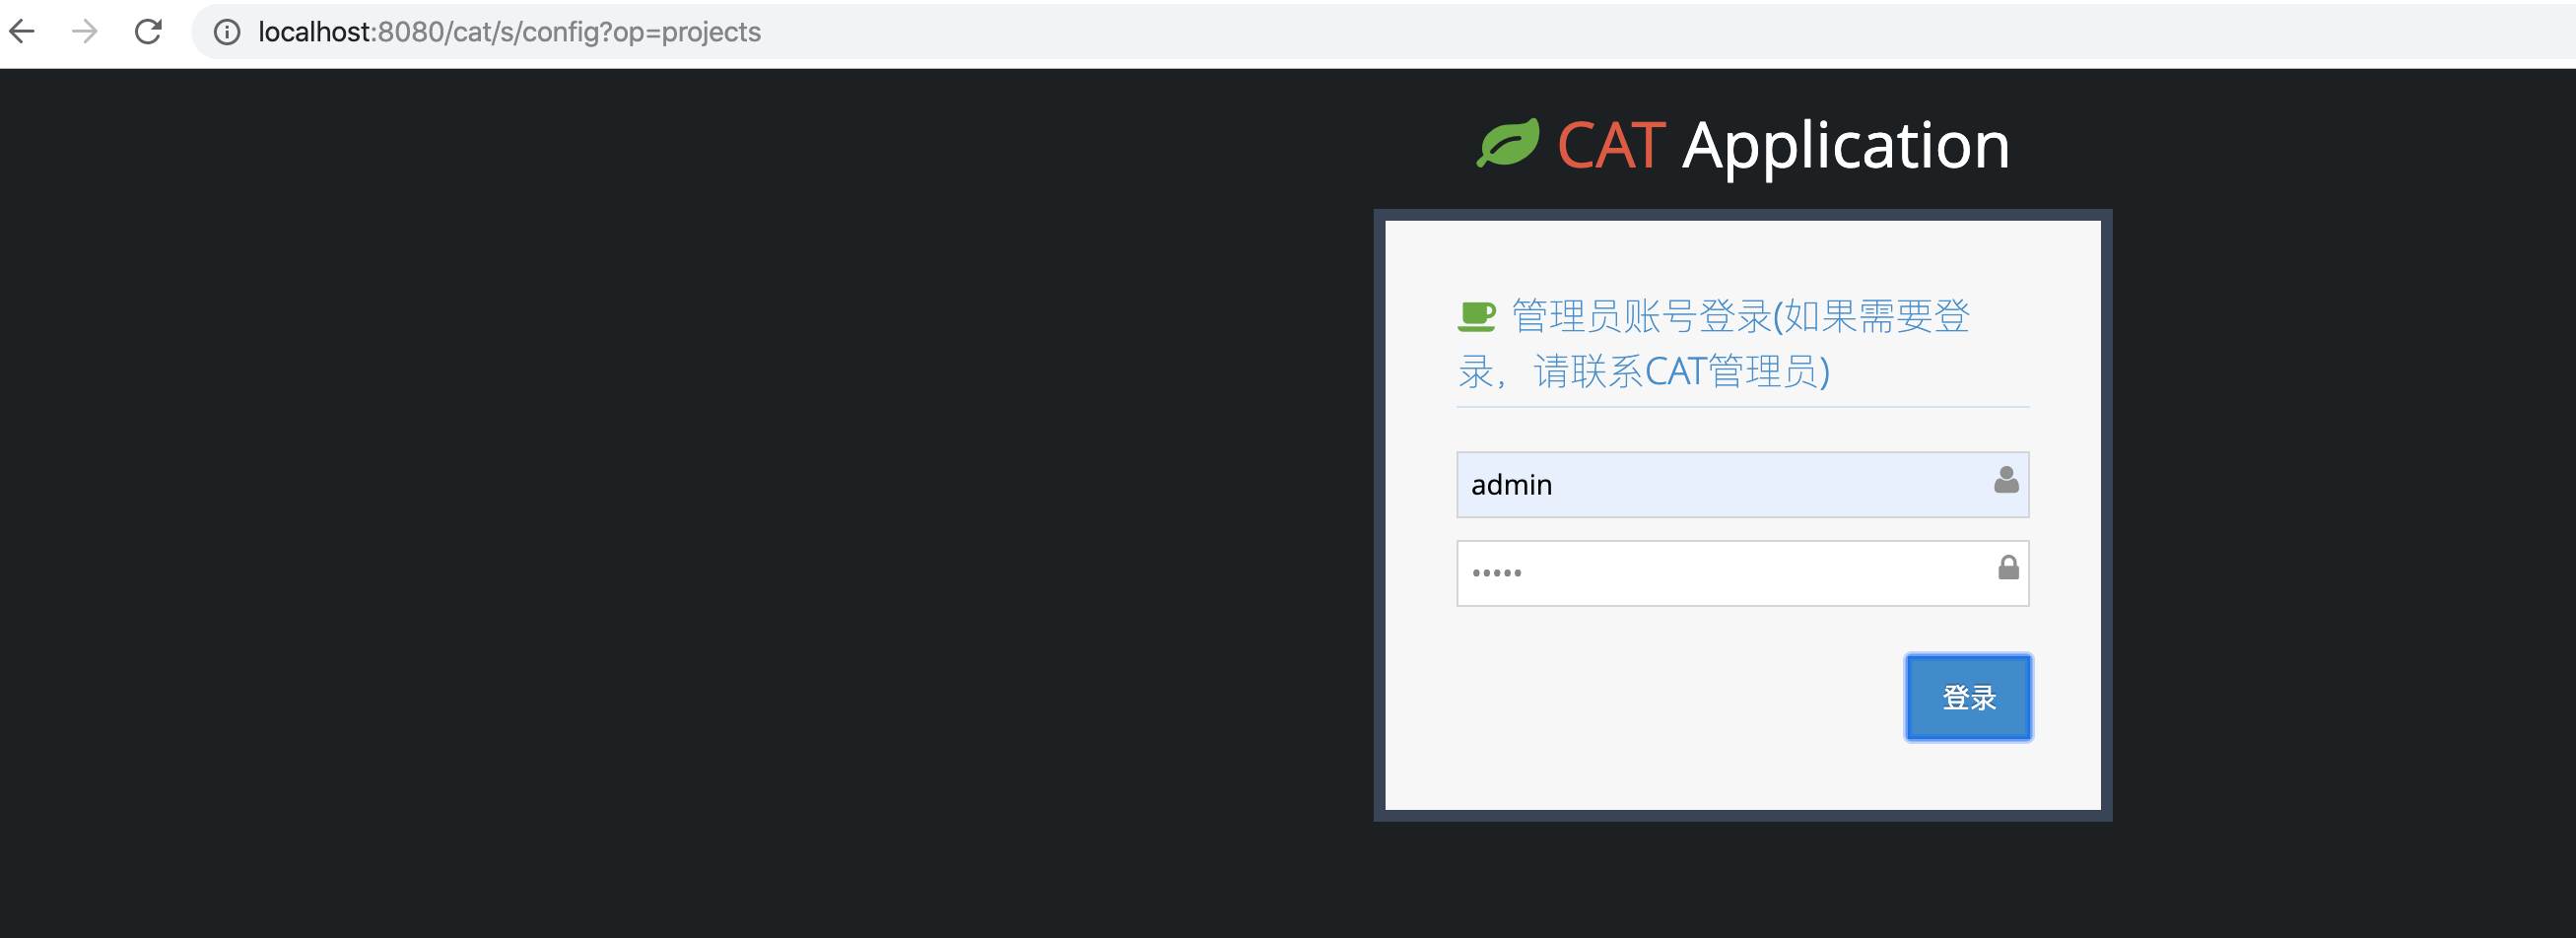 localhost:8080/cat/s/config?op=projects
CAT Application
管理员账号登录(如果需要登
录，请联系CAT管理员)
admin
•••••
登录